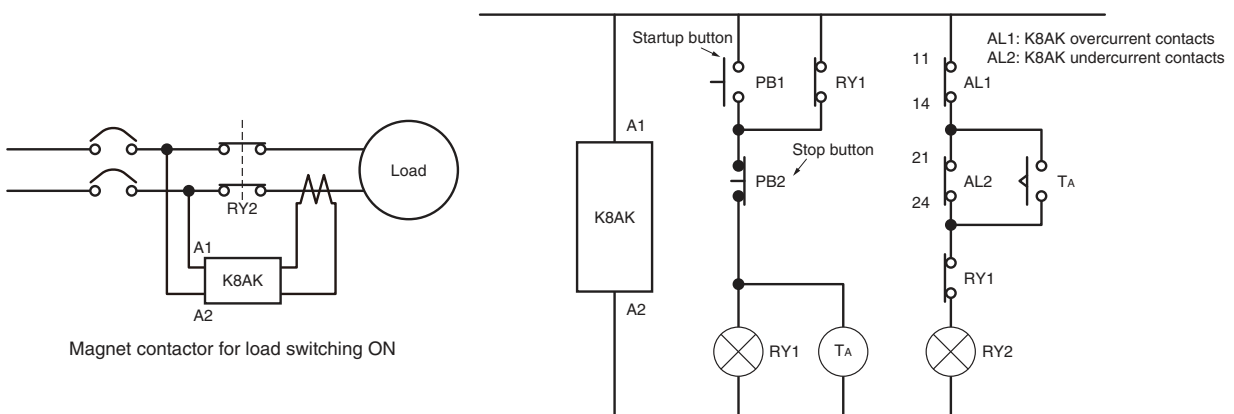 Load
RY2
A1
K8AK
A2
Magnet contactor for load switching ON
A1
K8AK
A2
Startup button
PB1
RY1
Stop button
PB2
RY1
TA
AL1: K8AK overcurrent contacts
AL2: K8AK undercurrent contacts
11
AL1
14
21
AL2
24
TA
RY1
RY2